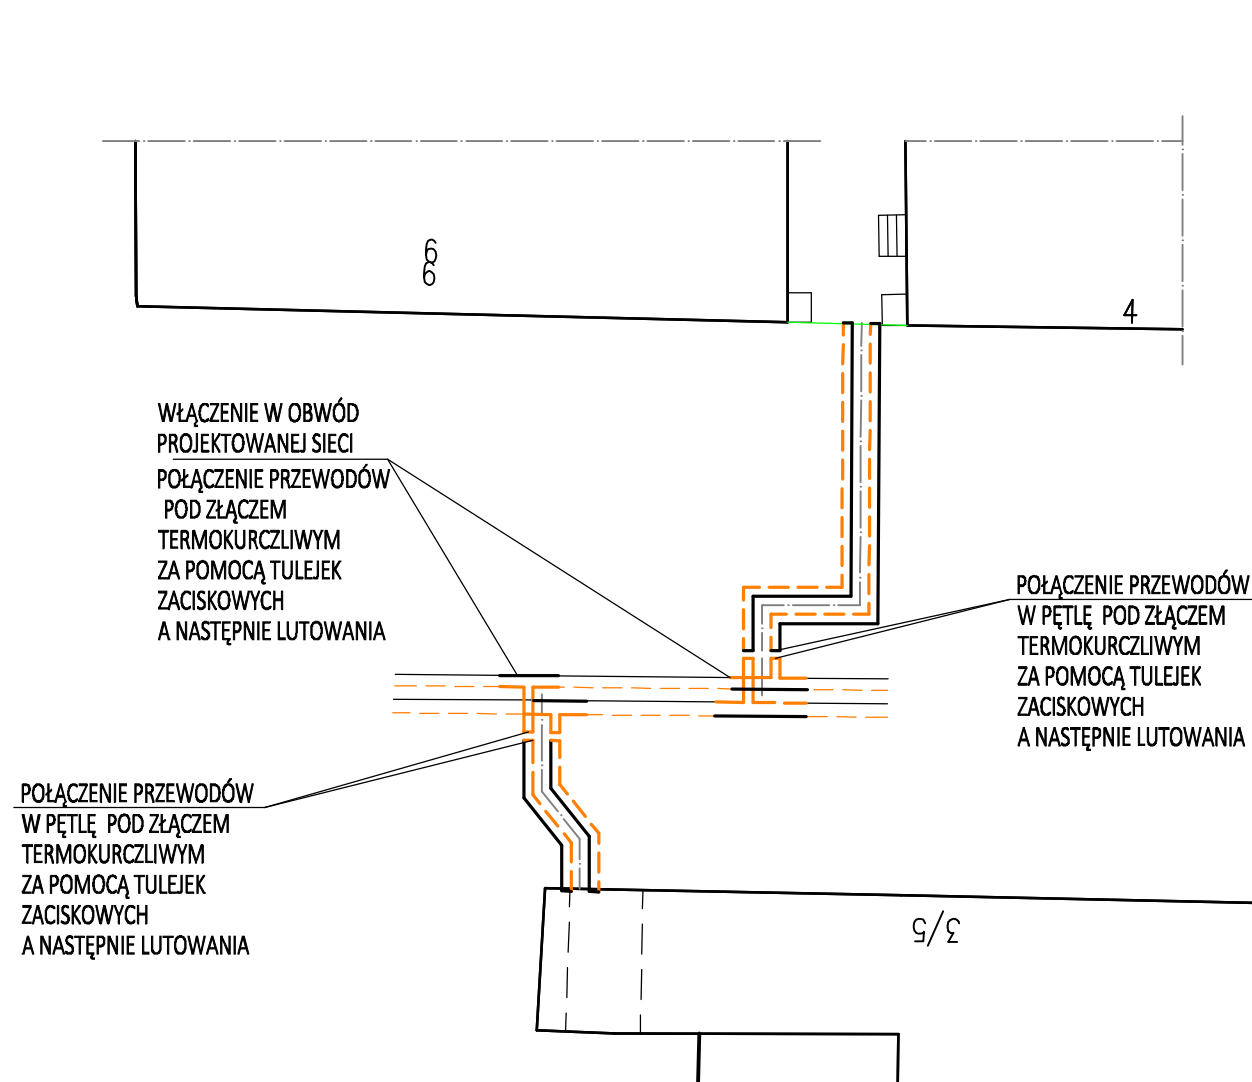 6
6
4
WŁĄCZENIE W OBWÓD
PROJEKTOWANEJ SIECI
POŁĄCZENIE PRZEWODÓW
POD ZŁĄCZEM
TERMOKURCZLIWYM
ZA POMOCĄ TULEJEK
ZACISKOWYCH
A NASTĘPNIE LUTOWANIA
POŁĄCZENIE PRZEWODÓW
W PĘTLĘ POD ZŁĄCZEM
TERMOKURCZLIWYM
ZA POMOCĄ TULEJEK
ZACISKOWYCH
A NASTĘPNIE LUTOWANIA
POŁĄCZENIE PRZEWODÓW
W PĘTLĘ POD ZŁĄCZEM
TERMOKURCZLIWYM
ZA POMOCĄ TULEJEK
ZACISKOWYCH
A NASTĘPNIE LUTOWANIA
3/5